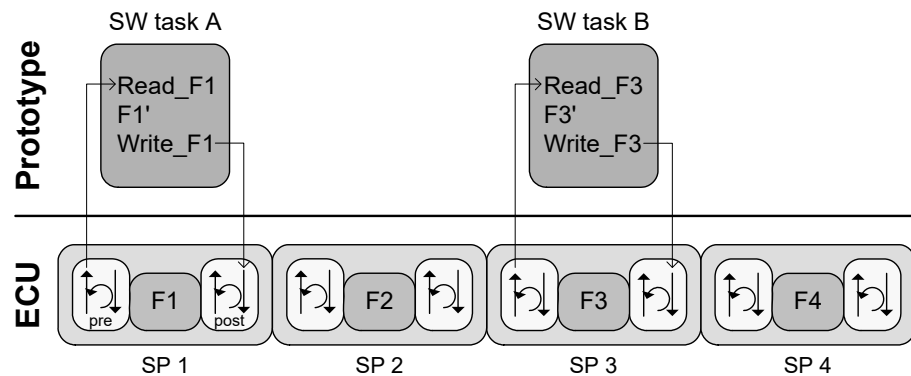 SW task A
SW task B
Prototype
Read_F1
F1'
Write_F1
Read_F3
F3'
Write_F3
ECU
pre
F1
post
F2
F3
F4
SP 1
SP 2
SP 3
SP 4